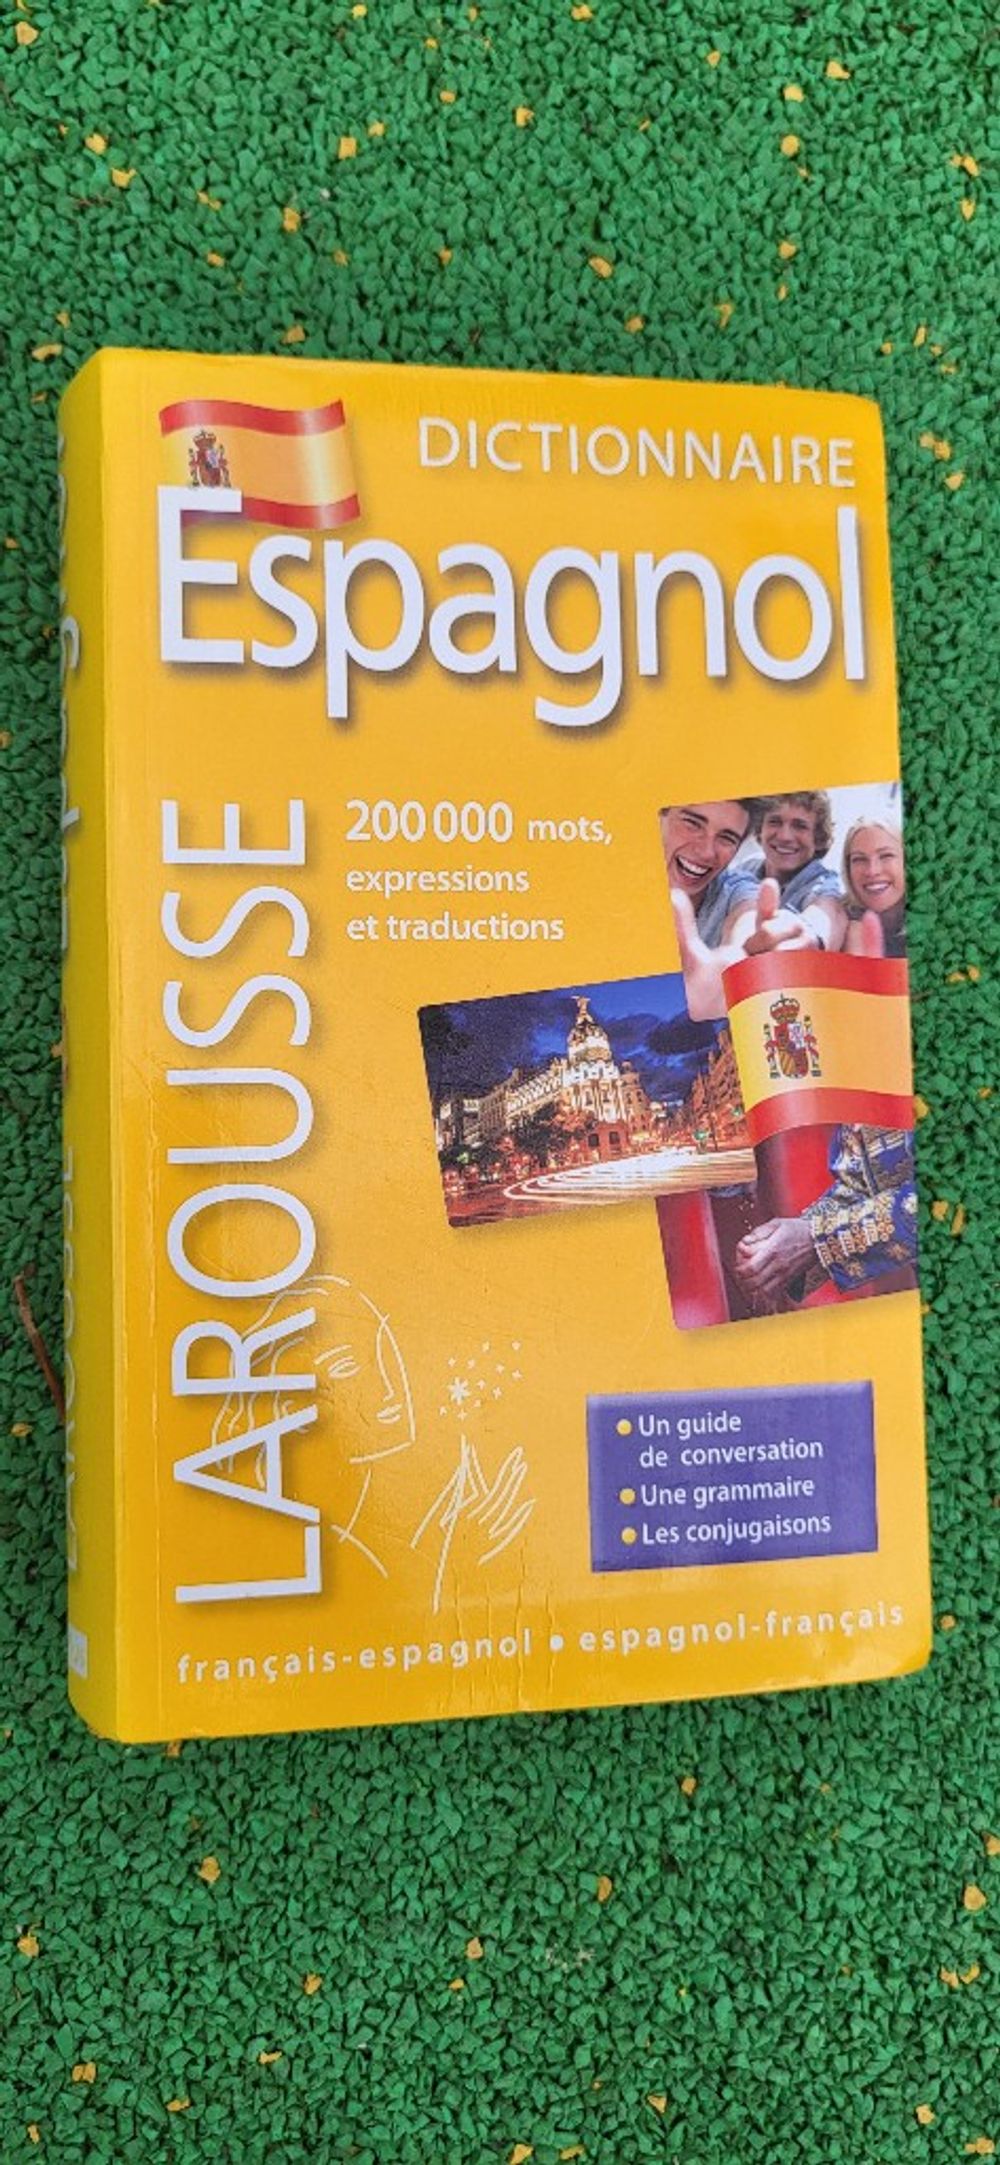 DICTIONNAIRE
Espagnol
LAROUSSE
200 000 mots,
expressions
et traductions
• Un guide
de conversation
• Une grammaire
• Les conjugaisons
français-espagnol • espagnol-français